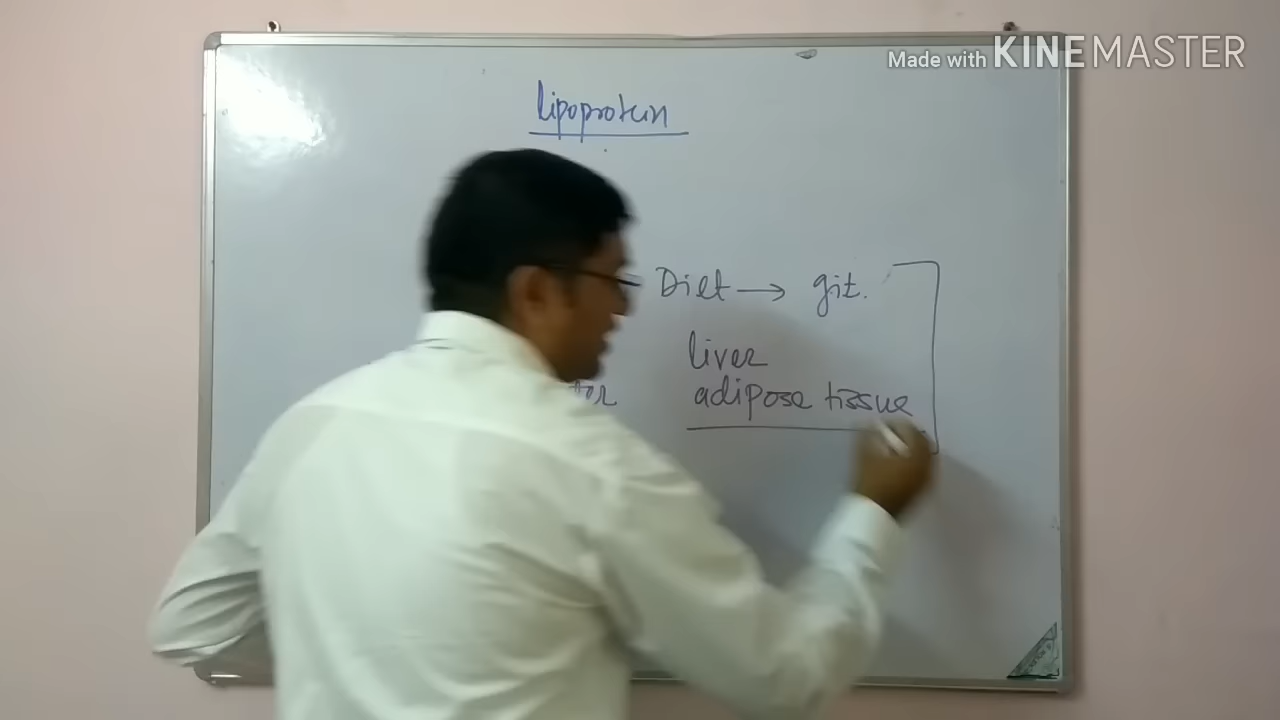 Made with KINEMASTER
lipoprotein
Diet → git.
liver
adipose tissue